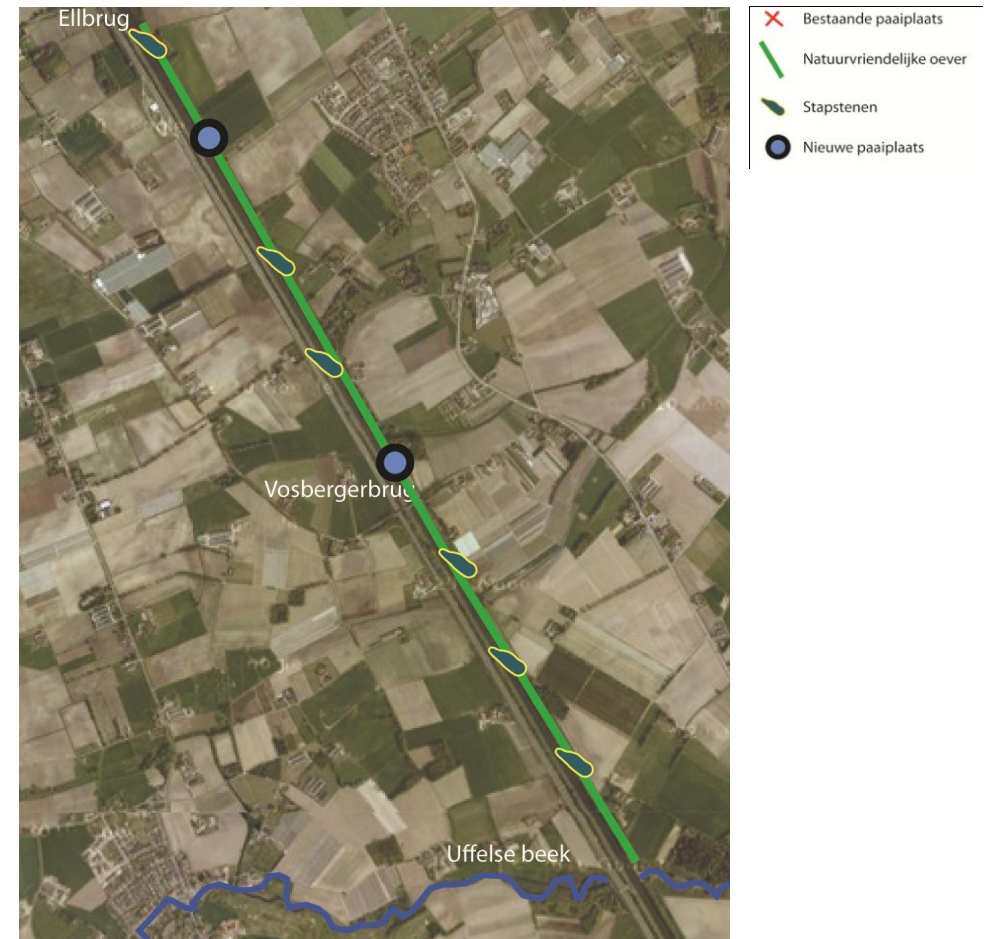 Ellbrug
Vosbergerbrug
Uffelse beek
Bestaande paaiplaats
Natuurvriendelijke oever
Stapstenen
Nieuwe paaiplaats